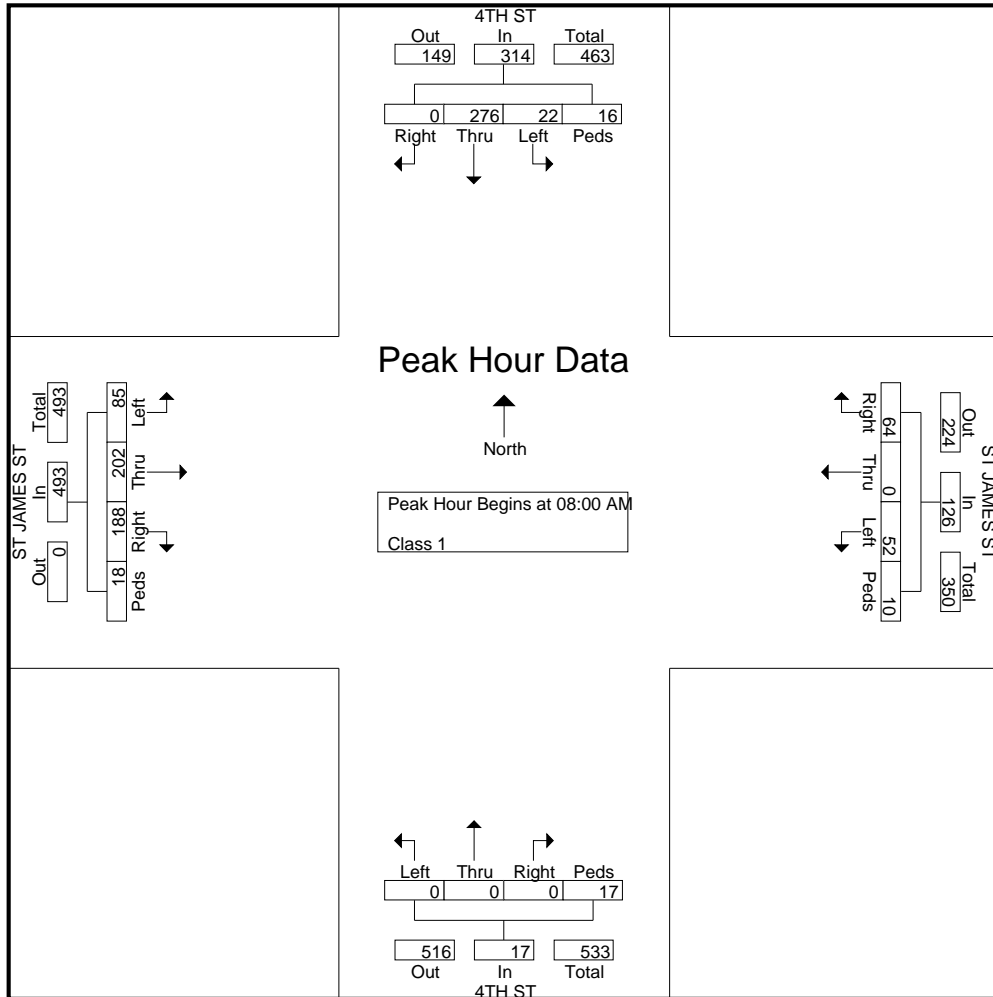 4TH ST
Out In Total
149 314 463
0 276 22 16
Right Thru Left Peds
Peak Hour Data
North
Peak Hour Begins at 08:00 AM
Class 1
ST JAMES ST
Total In Out
493 493 0
85 202 188 18
Left Thru Right Peds
ST JAMES ST
Out In Total
224 126 350
64 0 52 10
Right Thru Left Peds
Left Thru Right Peds
0 0 0 17
516 17 533
Out In Total
4TH ST